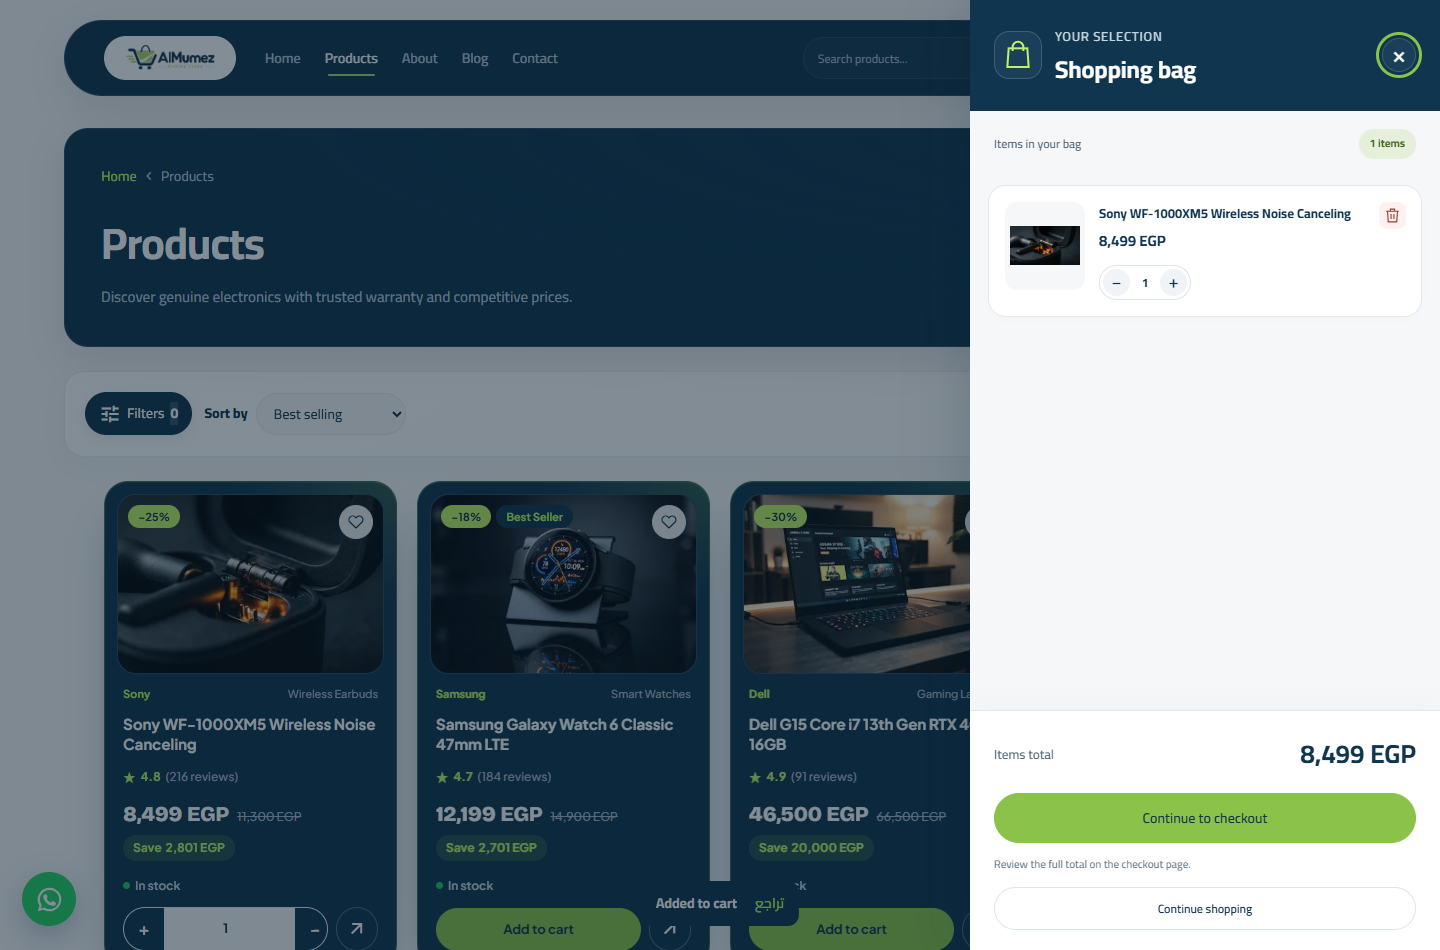 AlMumez
Home
Products
About
Blog
Contact
Search products...
Home
Products
Products
Discover genuine electronics with trusted warranty and competitive prices.
Filters 0
Sort by
Best selling
-25%
Sony
Wireless Earbuds
Sony WF-1000XM5 Wireless Noise
Canceling
4.8 (216 reviews)
8,499 EGP 11,300 EGP
Save 2,801 EGP
In stock
+ 1 −
-18%
Best Seller
Samsung
Smart Watches
Samsung Galaxy Watch 6 Classic
47mm LTE
4.7 (184 reviews)
12,199 EGP 14,900 EGP
Save 2,701 EGP
In stock
Add to cart
-30%
Dell
Gaming La
Dell G15 Core i7 13th Gen RTX 4
16GB
4.9 (91 reviews)
46,500 EGP 66,500 EGP
Save 20,000 EGP
k
Add to cart
Added to cart
تراجع
YOUR SELECTION
Shopping bag
×
Items in your bag
1 items
Sony WF-1000XM5 Wireless Noise Canceling
8,499 EGP
− 1 +
Items total
8,499 EGP
Continue to checkout
Review the full total on the checkout page.
Continue shopping